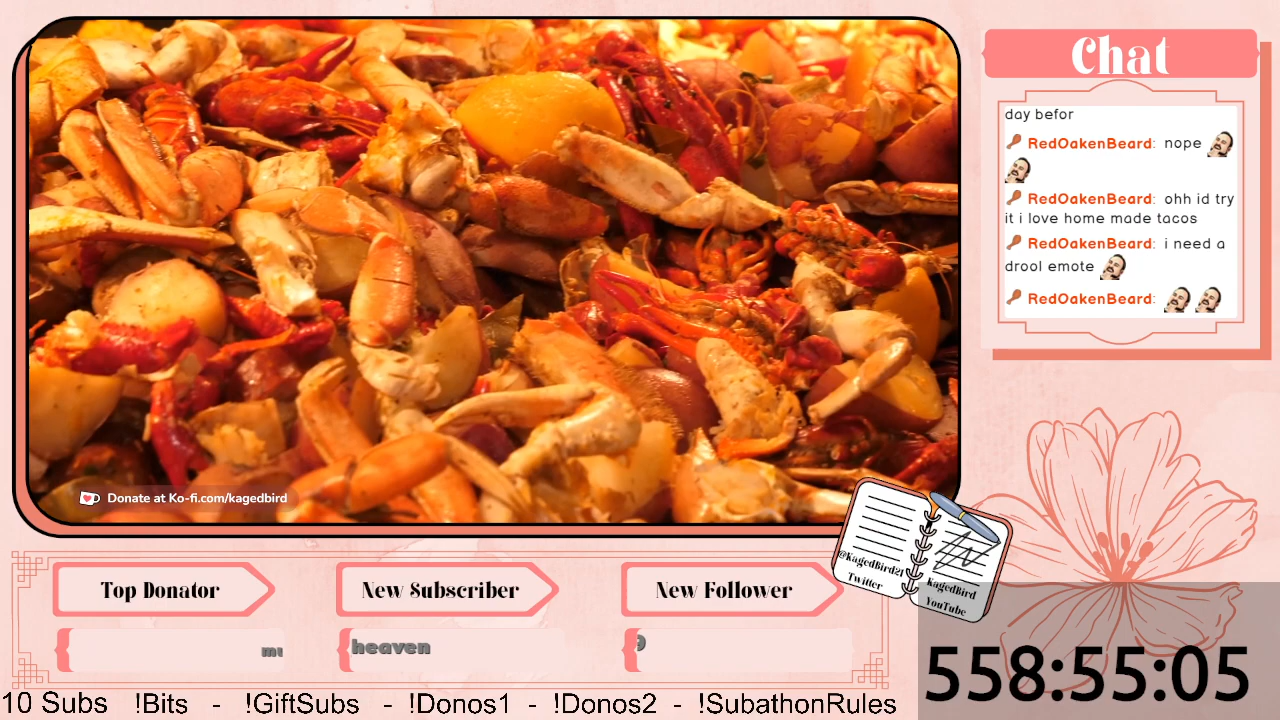 Chat
day befor
RedOakenBeard: nope
RedOakenBeard: ohh id try
it i love home made tacos
RedOakenBeard: i need a
drool emote
RedOakenBeard:
Donate at Ko-fi.com/kagedbird
@KagedBird21
Twitter
KagedBird
YouTube
Top Donator
New Subscriber
New Follower
heaven
9
558:55:05
10 Subs !Bits - !GiftSubs - !Donos1 - !Donos2 - !SubathonRules